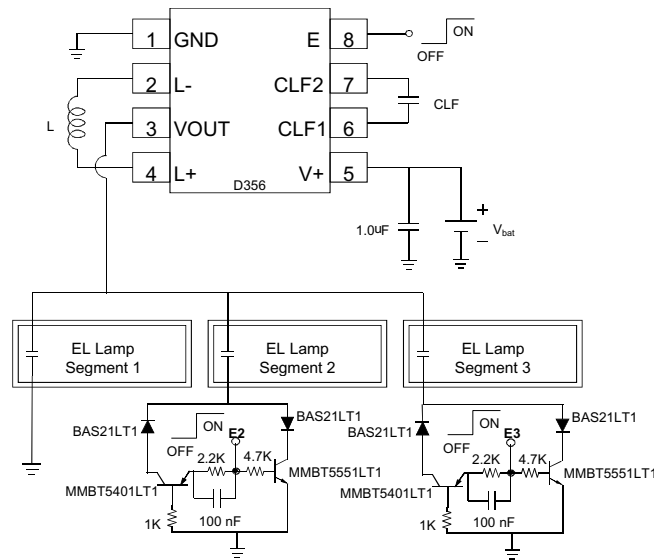 1 GND E 8 ON
OFF
2 L- CLF2 7
CLF
L 3 VOUT CLF1 6
4 L+ V+ 5
D356
+
1.0uF Vbat
–
EL Lamp
Segment 1
EL Lamp
Segment 2
EL Lamp
Segment 3
BAS21LT1
ON
E2
OFF
BAS21LT1
2.2K 4.7K
MMBT5551LT1
MMBT5401LT1
1K
100 nF
BAS21LT1
ON
E3
OFF
BAS21LT1
2.2K 4.7K
MMBT5551LT1
MMBT5401LT1
1K
100 nF